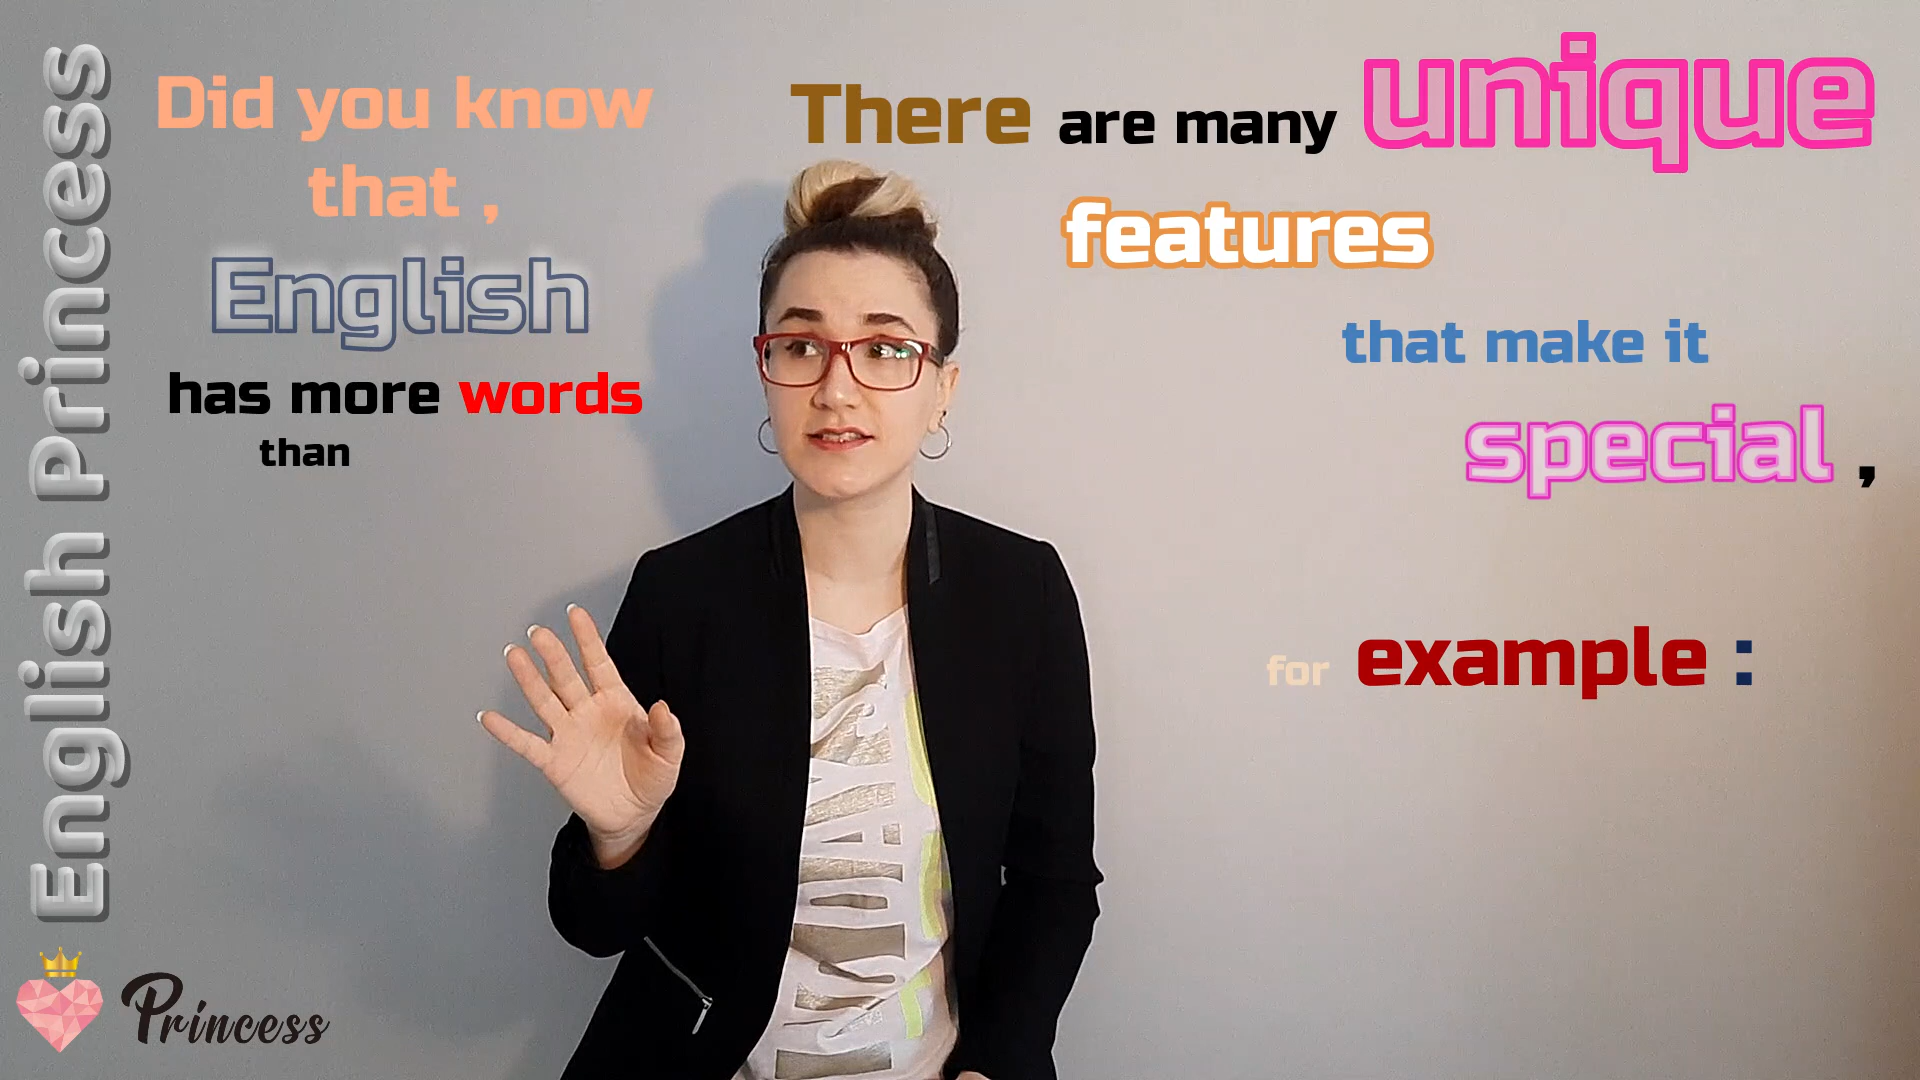 English Princess
Did you know
that ,
English
has more words
than
There are many unique
features
that make it
special ,
for example :
Princess